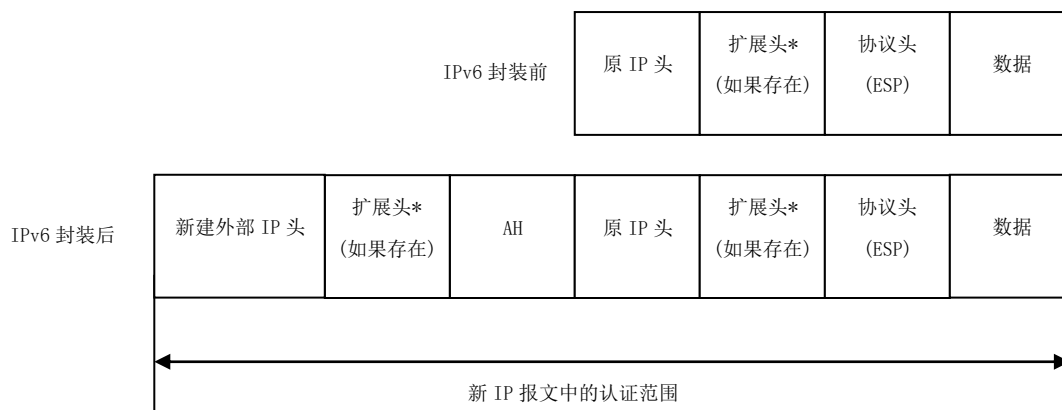 IPv6 封装前
原 IP 头
扩展头*
(如果存在)
协议头
(ESP)
数据
IPv6 封装后
新建外部 IP 头
扩展头*
(如果存在)
AH
原 IP 头
扩展头*
(如果存在)
协议头
(ESP)
数据
新 IP 报文中的认证范围